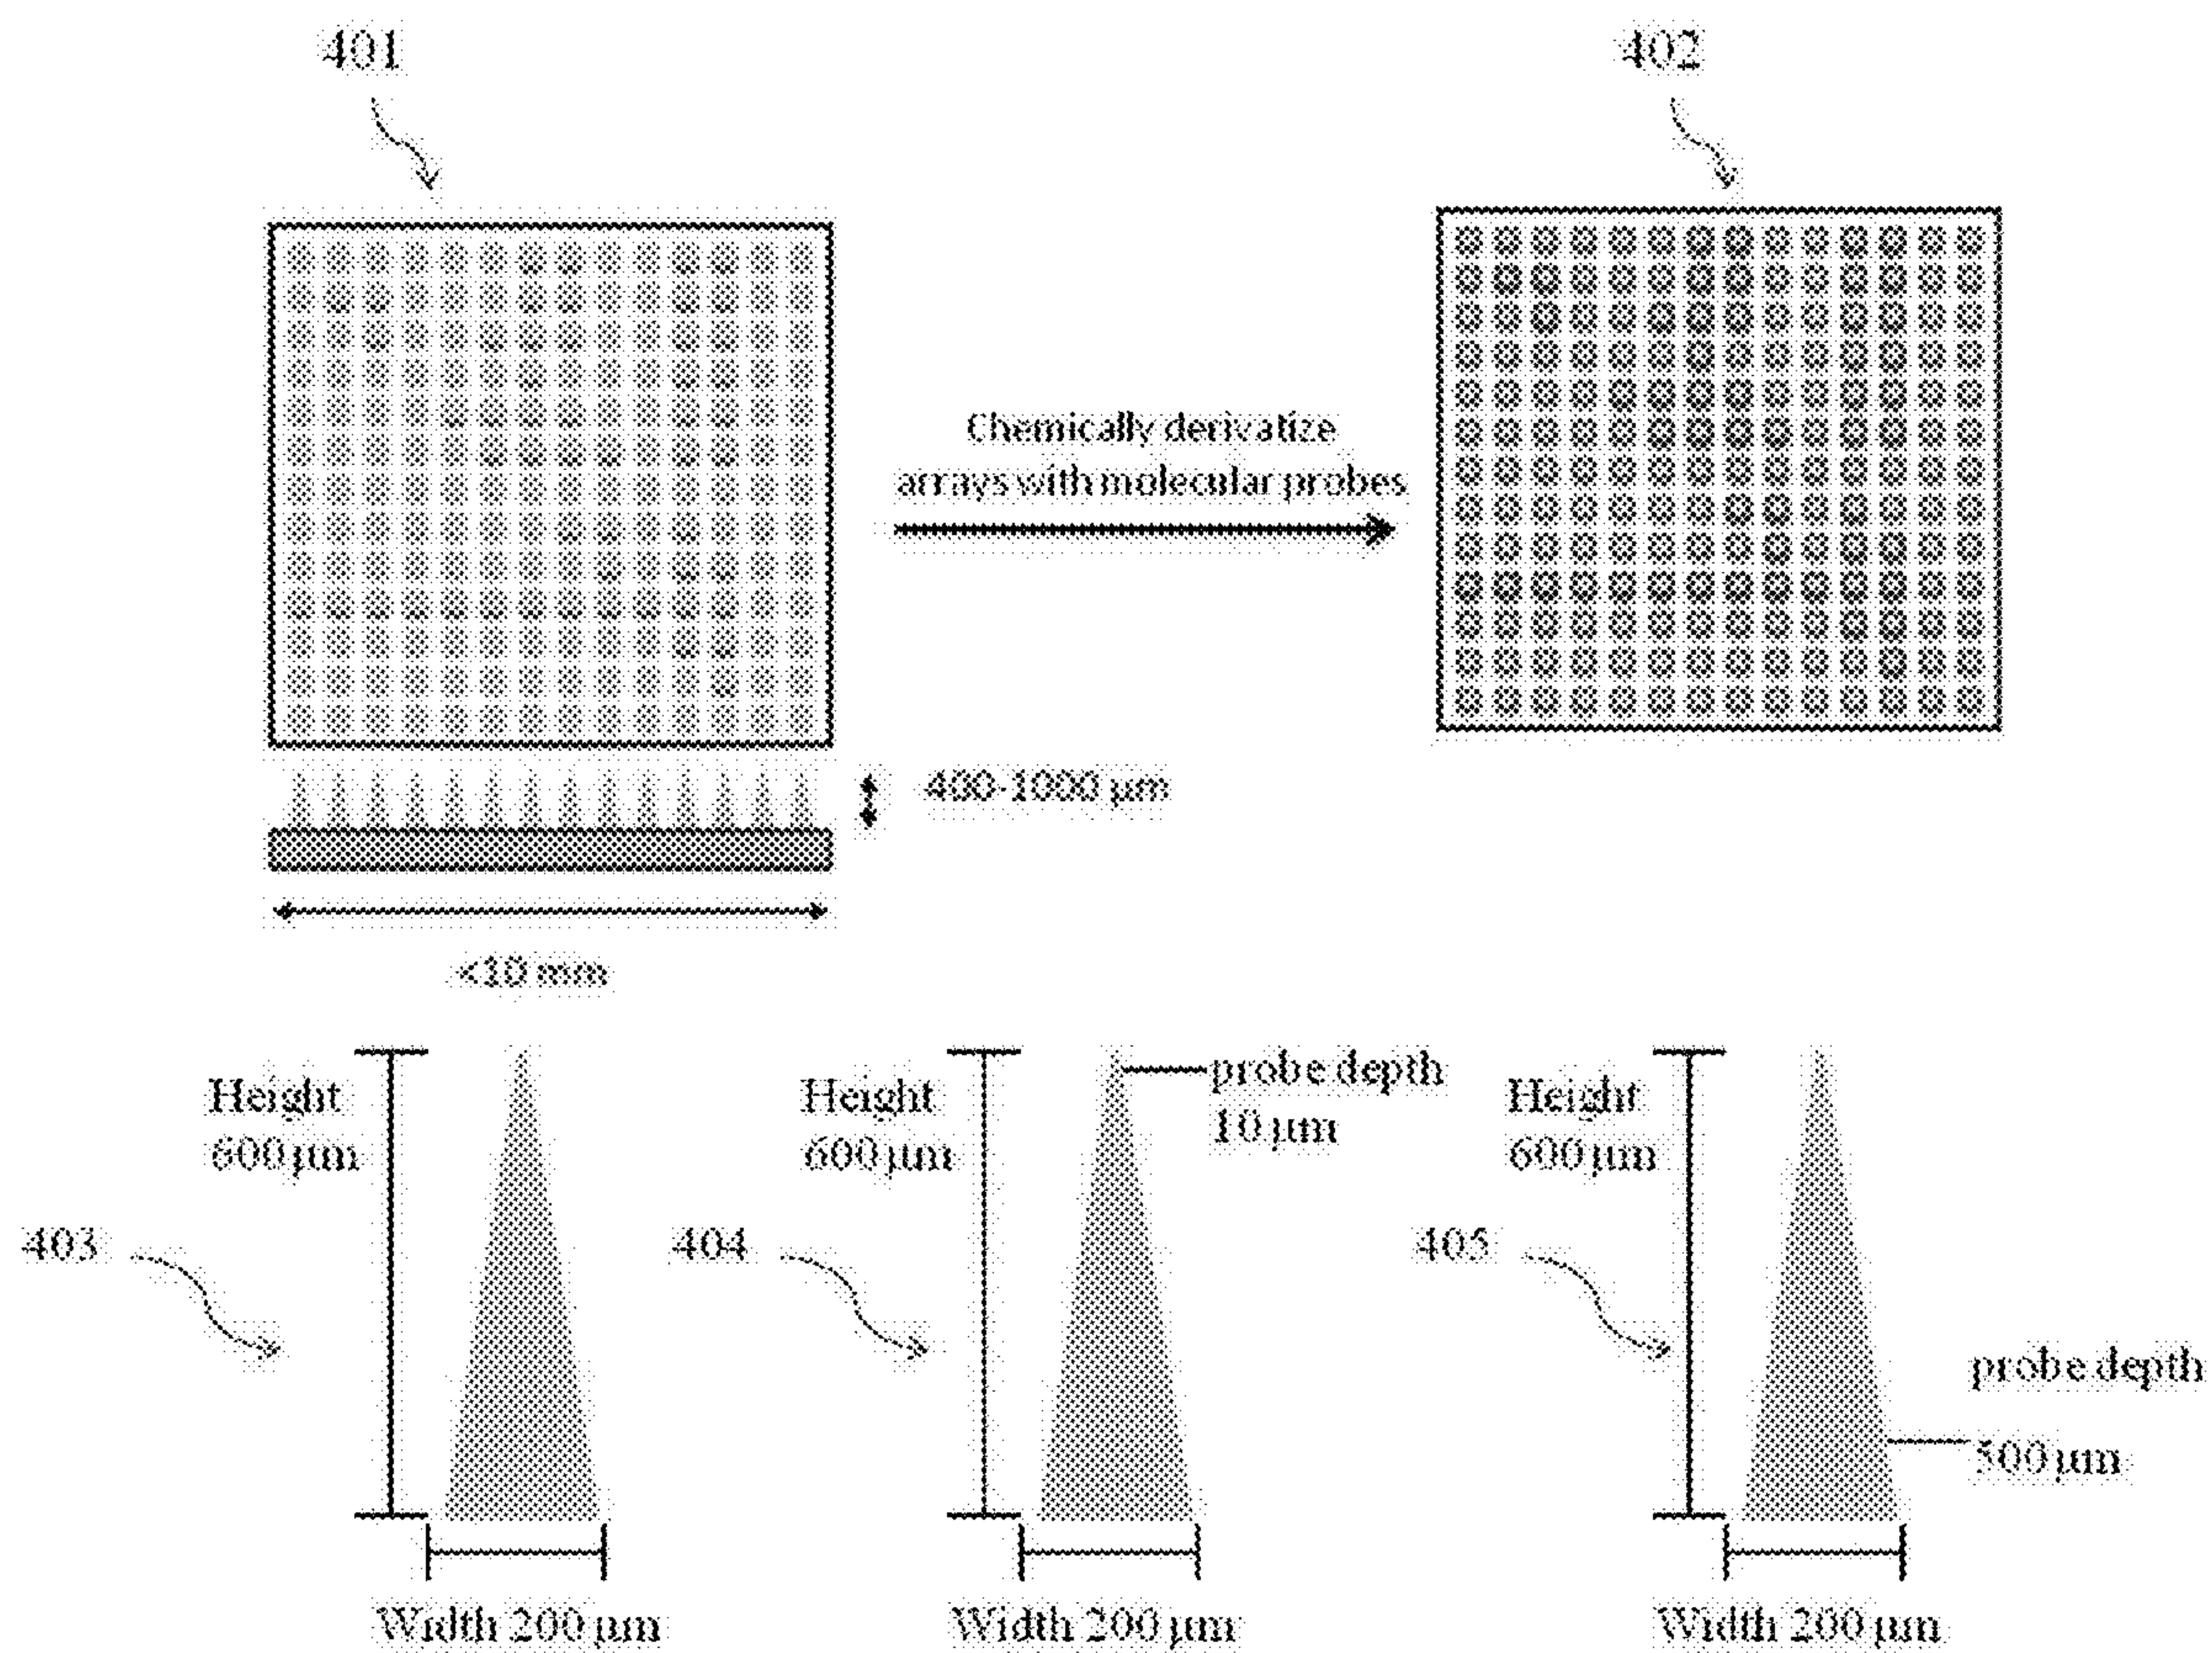 401
402
Chemically derivatize
arrays with molecular probes
400-1000 µm
<10 mm
Height
600 µm
403
Width 200 µm
Height
600 µm
probe depth
10 µm
404
Width 200 µm
Height
600 µm
405
probe depth
500 µm
Width 200 µm